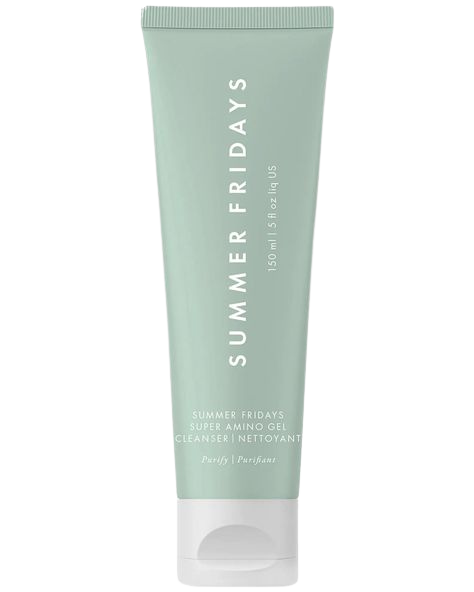 SUMMER FRIDAYS
150 ml | 5 fl oz liq US
SUMMER FRIDAYS
SUPER AMINO GEL
CLEANSER | NETTOYANT
Purify | Purifiant